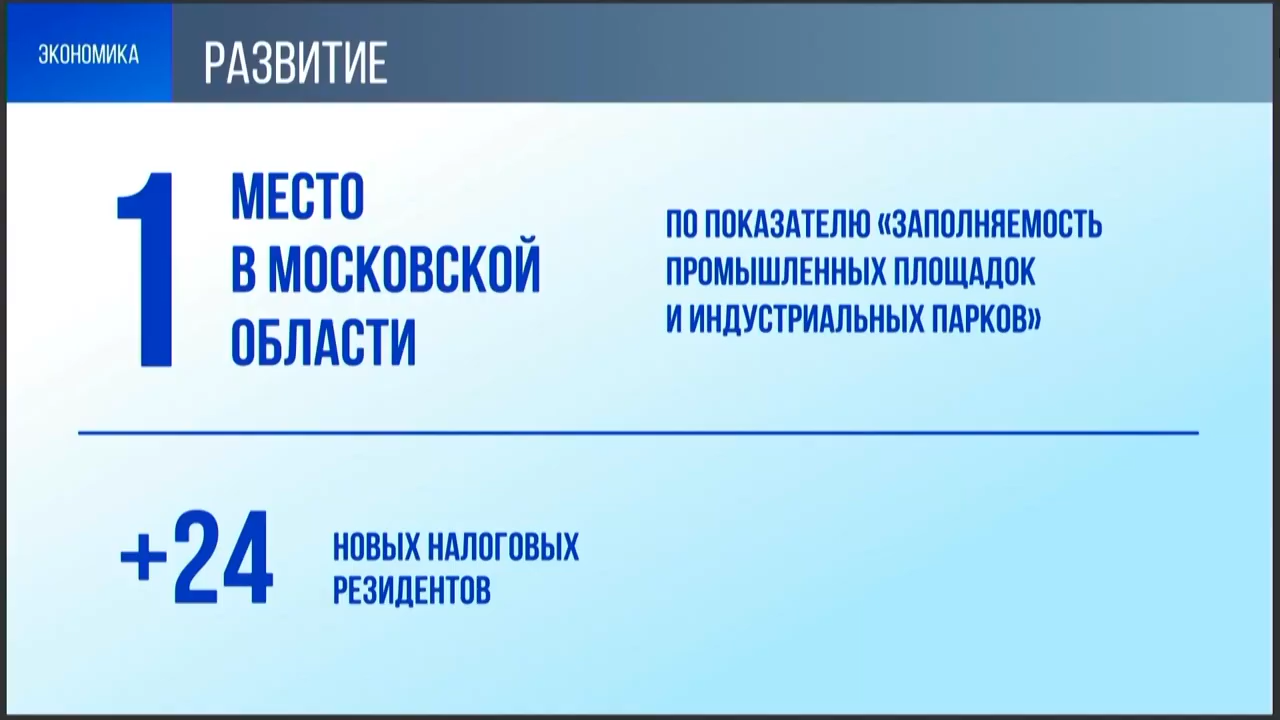 ЭКОНОМИКА
РАЗВИТИЕ
1
МЕСТО
В МОСКОВСКОЙ
ОБЛАСТИ
ПО ПОКАЗАТЕЛЮ «ЗАПОЛНЯЕМОСТЬ
ПРОМЫШЛЕННЫХ ПЛОЩАДОК
И ИНДУСТРИАЛЬНЫХ ПАРКОВ»
+24
НОВЫХ НАЛОГОВЫХ
РЕЗИДЕНТОВ